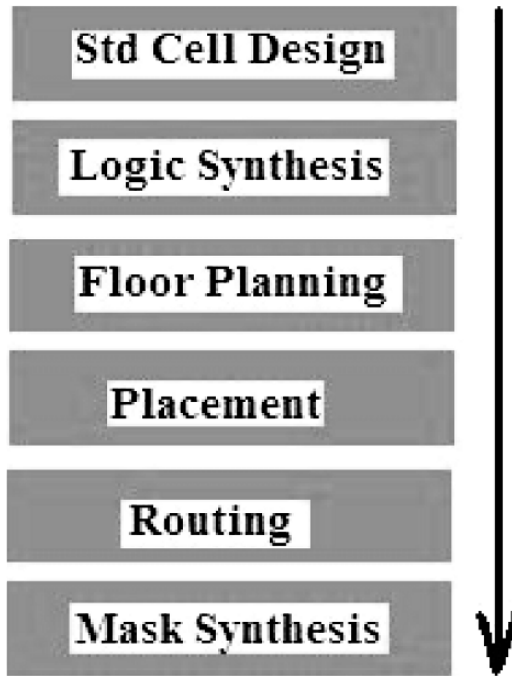 Std Cell Design
Logic Synthesis
Floor Planning
Placement
Routing
Mask Synthesis